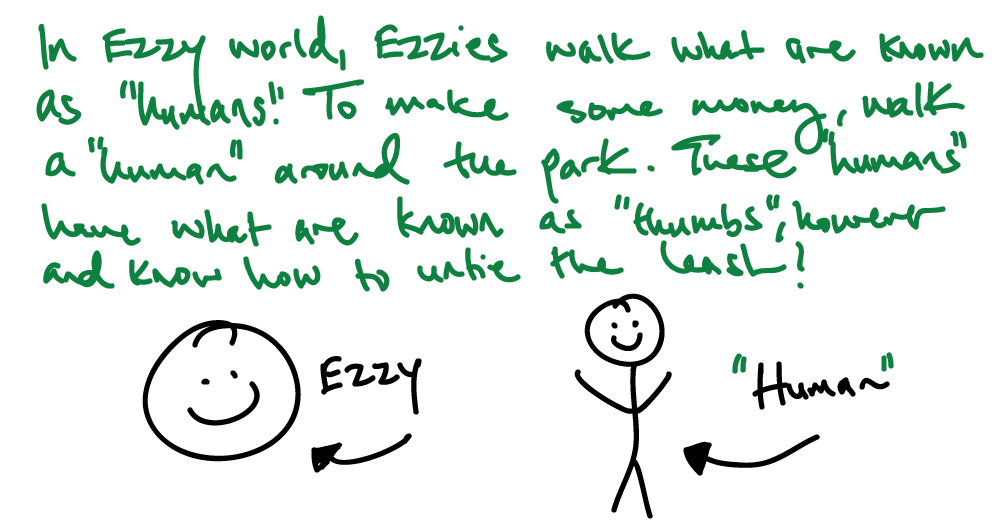 In Ezzy world, Ezzies walk what are known
as "humans." To make some money, walk
a "human" around the park. These "humans"
have what are known as "thumbs", however
and know how to untie the leash!
Ezzy
"Human"